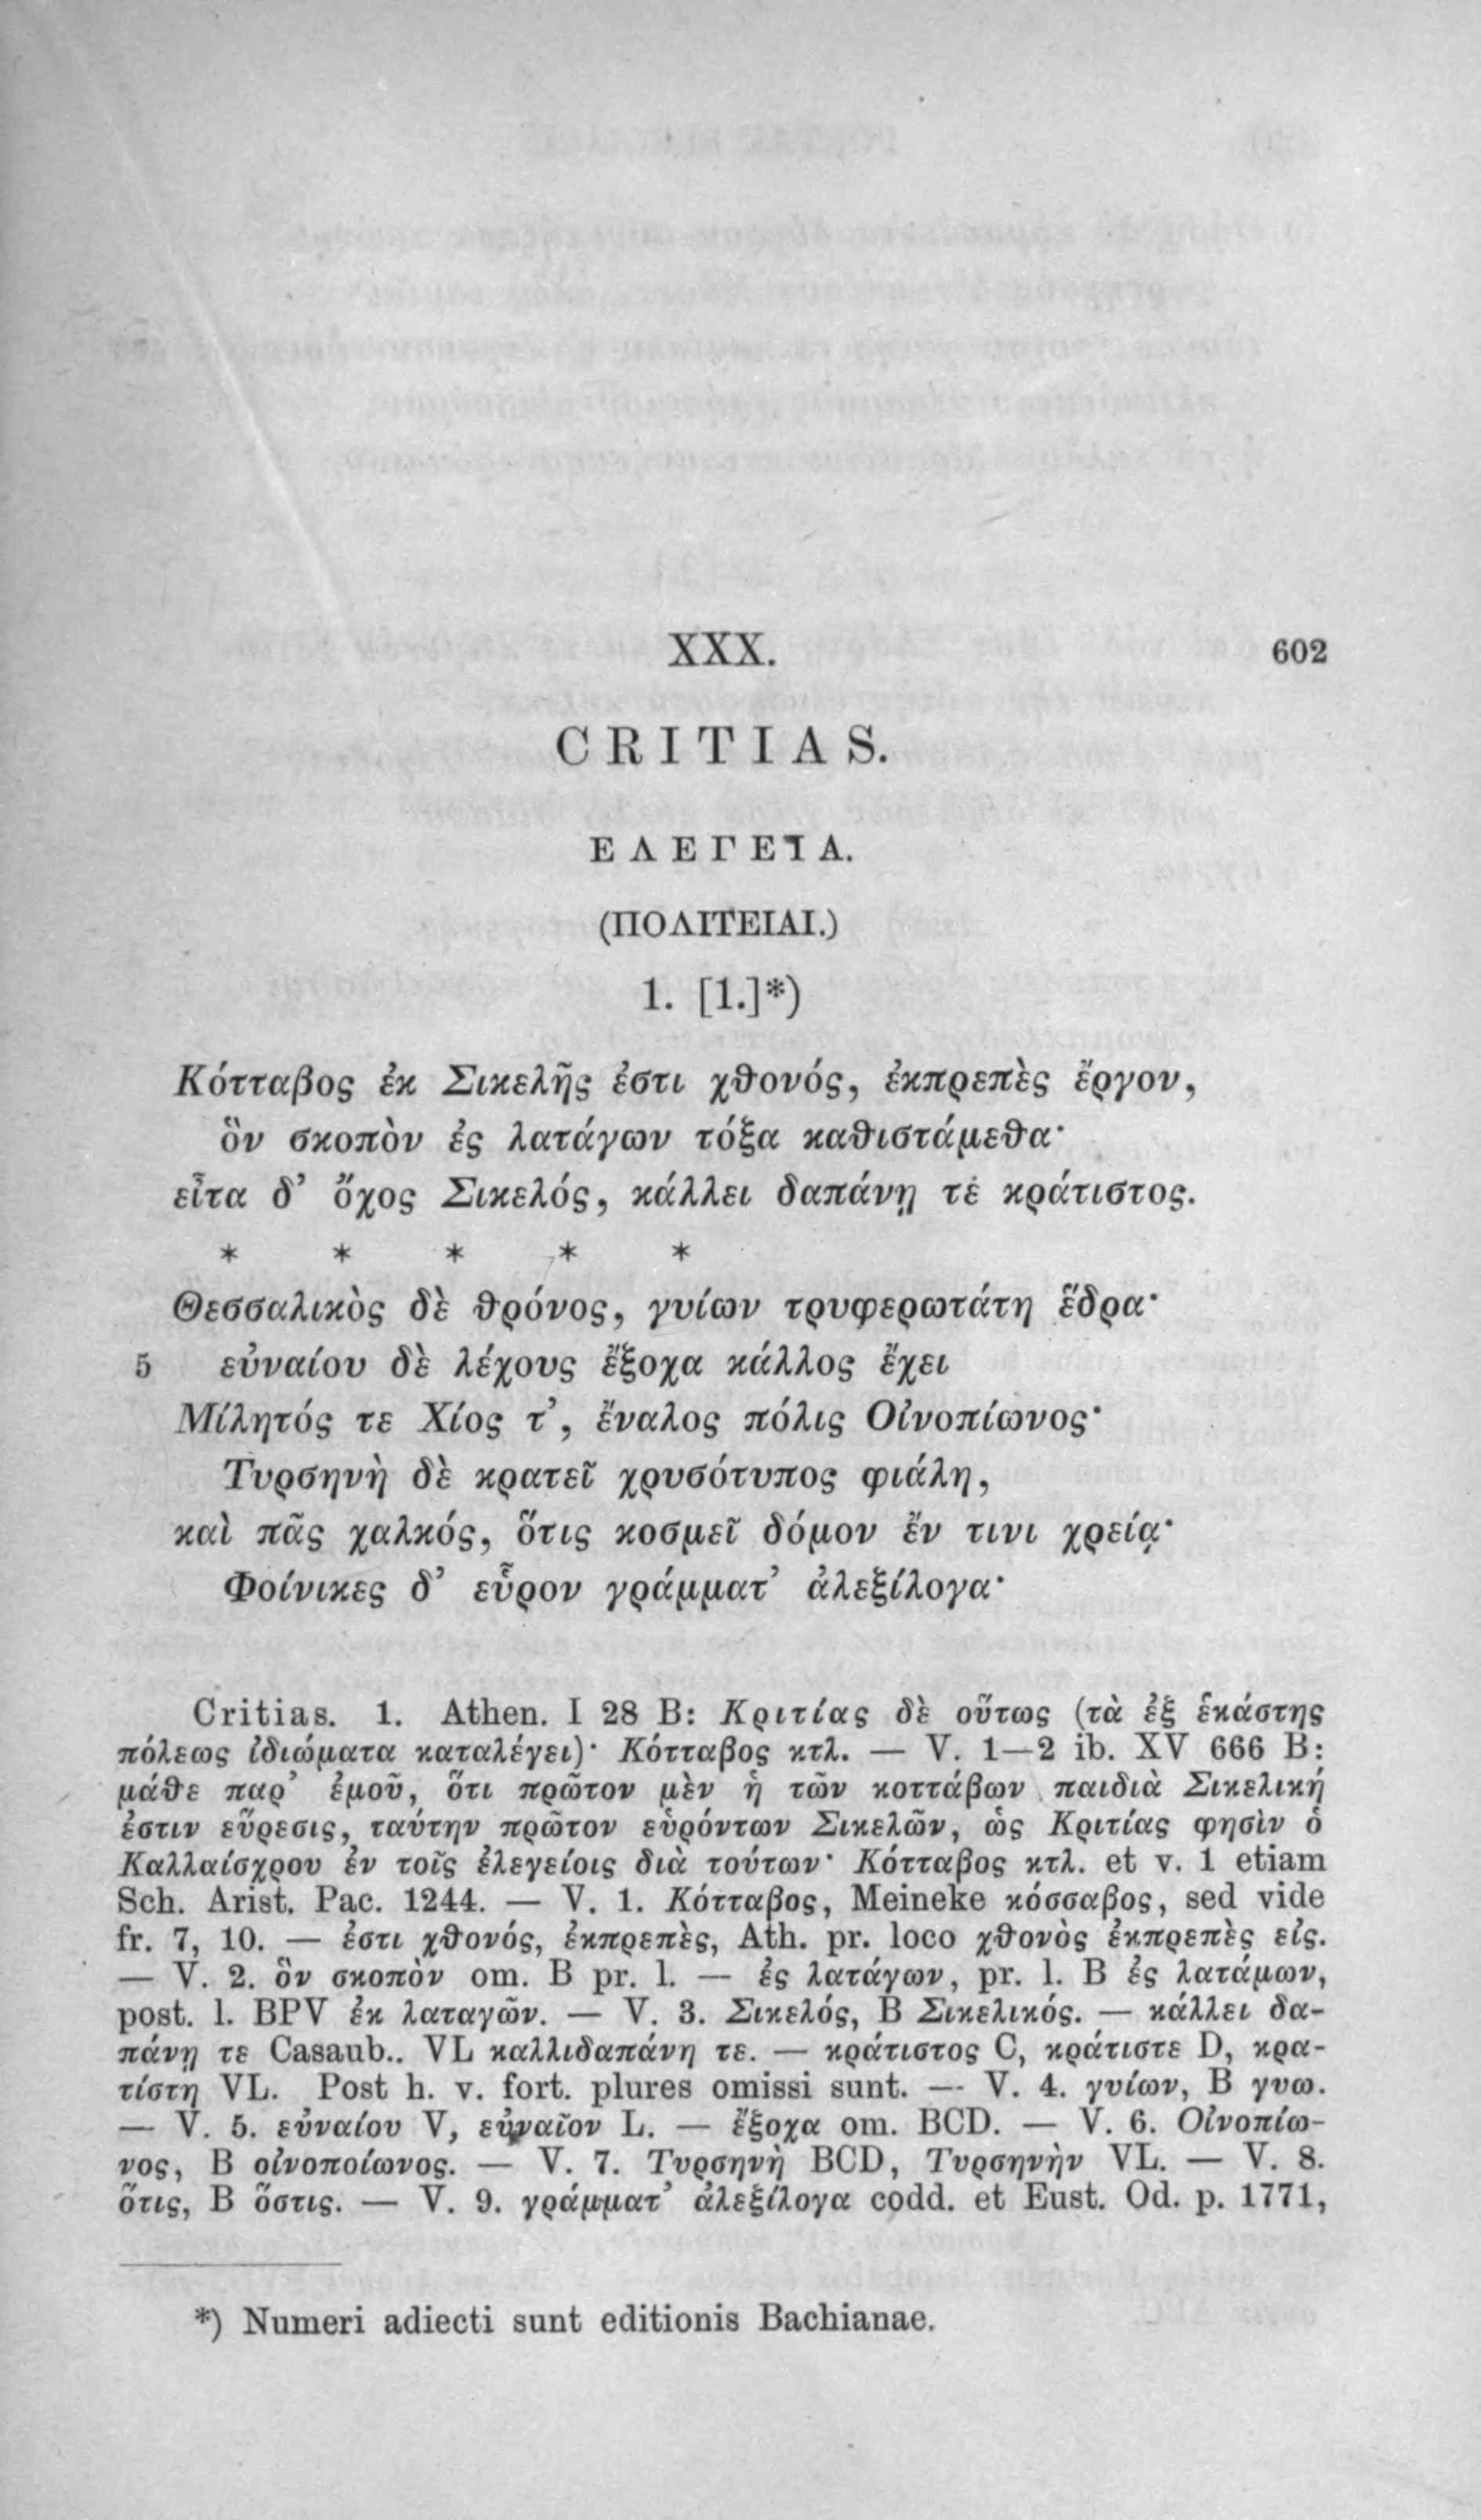 XXX. 602
CRITIAS.
ΕΛΕΓΕΙΑ.
(ΠΟΛΙΤΕΙΑΙ.)
1. [1.]*)
Κότταβος ἐκ Σικελῆς ἐστι χθονός, ἐκπρεπὲς ἔργον,
ὃν σκοπὸν ἐς λατάγων τόξα καθιστάμεθα·
εἶτα δ’ ὄχος Σικελός, κάλλει δαπάνῃ τὲ κράτιστος.
* * * * *
Θεσσαλικὸς δὲ θρόνος, γυίων τρυφερωτάτη ἕδρα·
5 εὐναίου δὲ λέχους ἔξοχα κάλλος ἔχει
Μίλητός τε Χίος τ’, ἔναλος πόλις Οἰνοπίωνος·
Τυρσηνὴ δὲ κρατεῖ χρυσότυπος φιάλη,
καὶ πᾶς χαλκός, ὅτις κοσμεῖ δόμον ἔν τινι χρείᾳ·
Φοίνικες δ’ εὗρον γράμματ’ ἀλεξίλογα·
Critias. 1. Athen. I 28 B: Κριτίας δὲ οὕτως (τὰ ἐξ ἑκάστης
πόλεως ἰδιώματα καταλέγει)· Κότταβος κτλ. — V. 1—2 ib. XV 666 B:
μάθε παρ’ ἐμοῦ, ὅτι πρῶτον μὲν ἡ τῶν κοττάβων παιδιὰ Σικελική
ἐστιν εὕρεσις, ταύτην πρῶτον εὑρόντων Σικελῶν, ὡς Κριτίας φησὶν ὁ
Καλλαίσχρου ἐν τοῖς ἐλεγείοις διὰ τούτων· Κότταβος κτλ. et v. 1 etiam
Sch. Arist. Pac. 1244. — V. 1. Κότταβος, Meineke κόσσαβος, sed vide
fr. 7, 10. — ἐστι χθονός, ἐκπρεπὲς, Ath. pr. loco χθονὸς ἐκπρεπὲς εἰς.
— V. 2. ὃν σκοπὸν om. B pr. l. — ἐς λατάγων, pr. l. B ἐς λατάμων,
post. l. BPV ἐκ λαταγῶν. — V. 3. Σικελός, B Σικελικός. — κάλλει δα-
πάνῃ τε Casaub.. VL καλλιδαπάνη τε. — κράτιστος C, κράτιστε D, κρα-
τίστη VL. Post h. v. fort. plures omissi sunt. — V. 4. γυίων, B γυω.
— V. 5. εὐναίου V, εὐναῖον L. — ἔξοχα om. BCD. — V. 6. Οἰνοπίω-
νος, B οἰνοποίωνος. — V. 7. Τυρσηνὴ BCD, Τυρσηνὴν VL. — V. 8.
ὅτις, B ὅστις. — V. 9. γράμματ’ ἀλεξίλογα codd. et Eust. Od. p. 1771,
*) Numeri adiecti sunt editionis Bachianae.